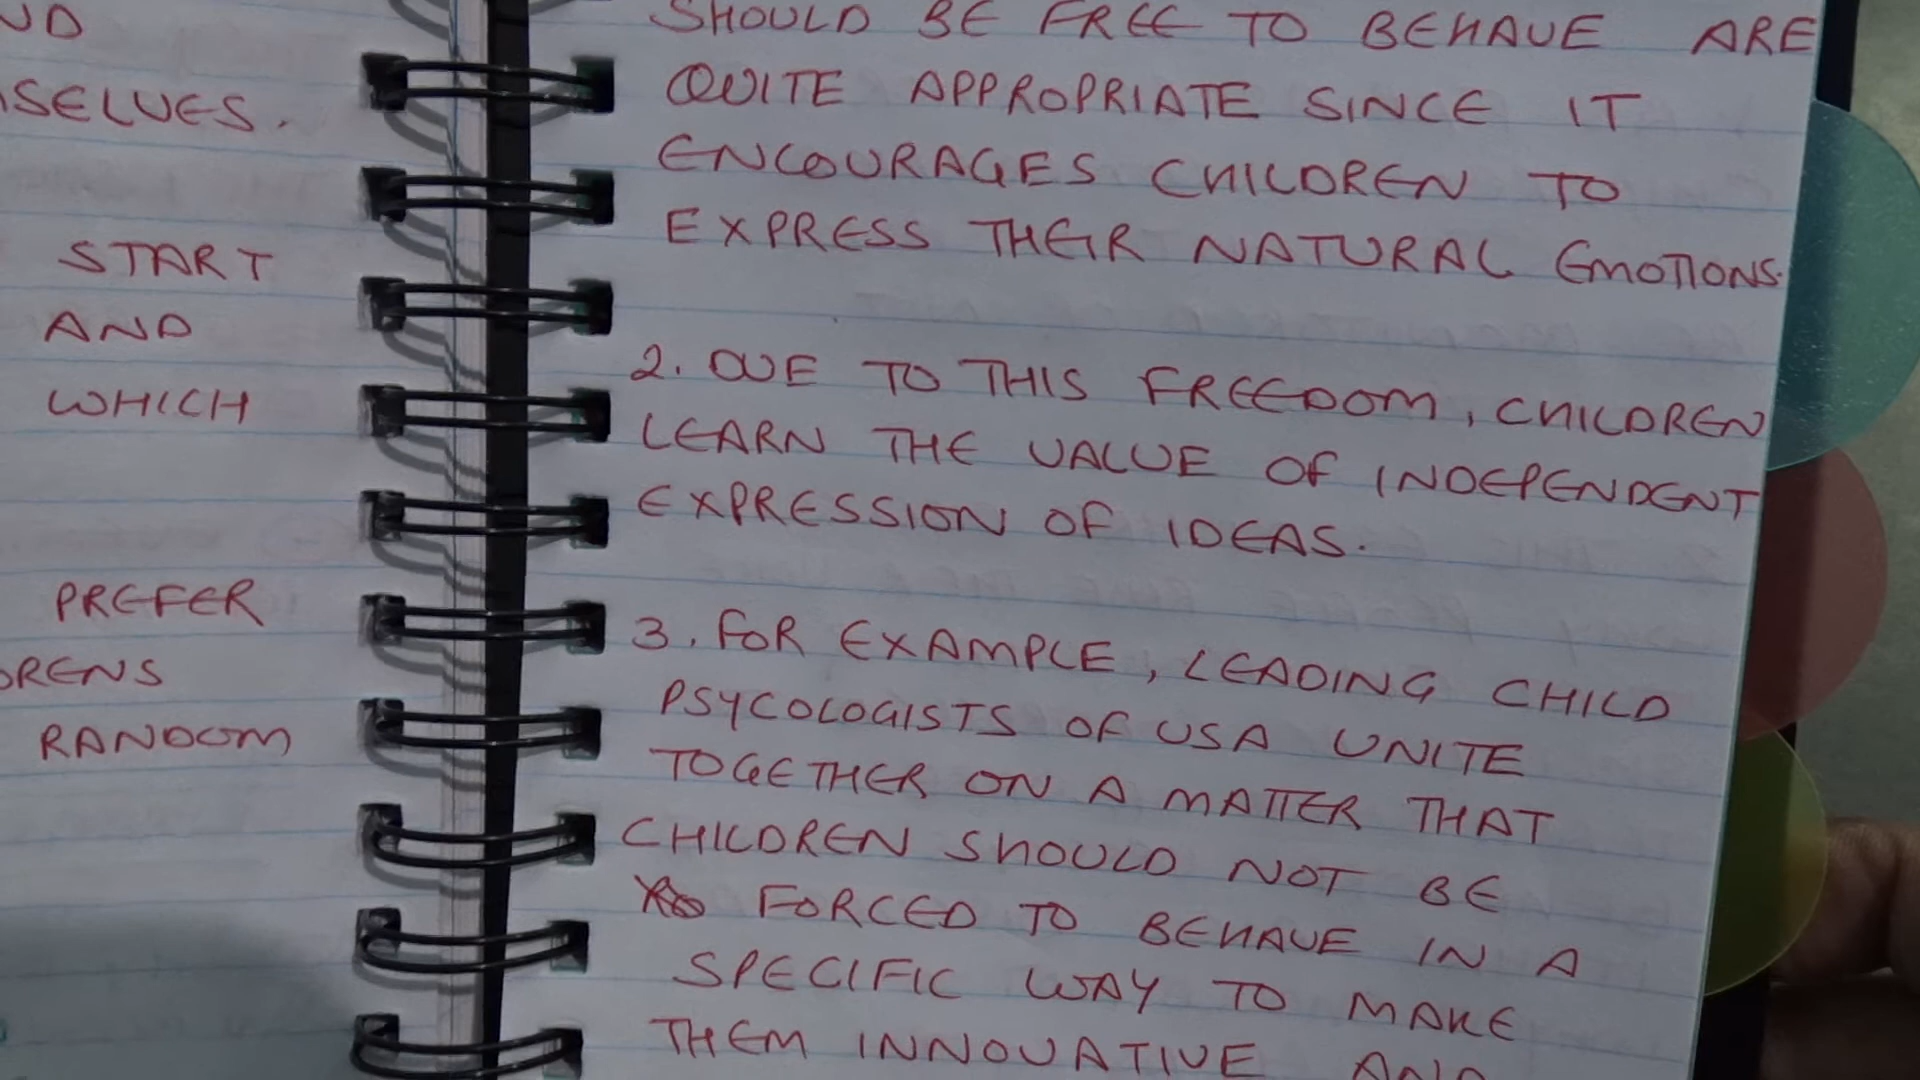 UD
SELVES.
START
AND
WHICH
PREFER
DRENS
RANDOM
SHOULD BE FREE TO BEHAVE ARE
QUITE APPROPRIATE SINCE IT
ENCOURAGES CHILDREN TO
EXPRESS THEIR NATURAL EMOTIONS.
2. DUE TO THIS FREEDOM, CHILDREN
LEARN THE VALUE OF INDEPENDENT
EXPRESSION OF IDEAS.
3. FOR EXAMPLE, LEADING CHILD
PSYCOLOGISTS OF USA UNITE
TOGETHER ON A MATTER THAT
CHILDREN SHOULD NOT BE
FORCED TO BEHAVE IN A
SPECIFIC WAY TO MAKE
THEM INNOVATIVE AND